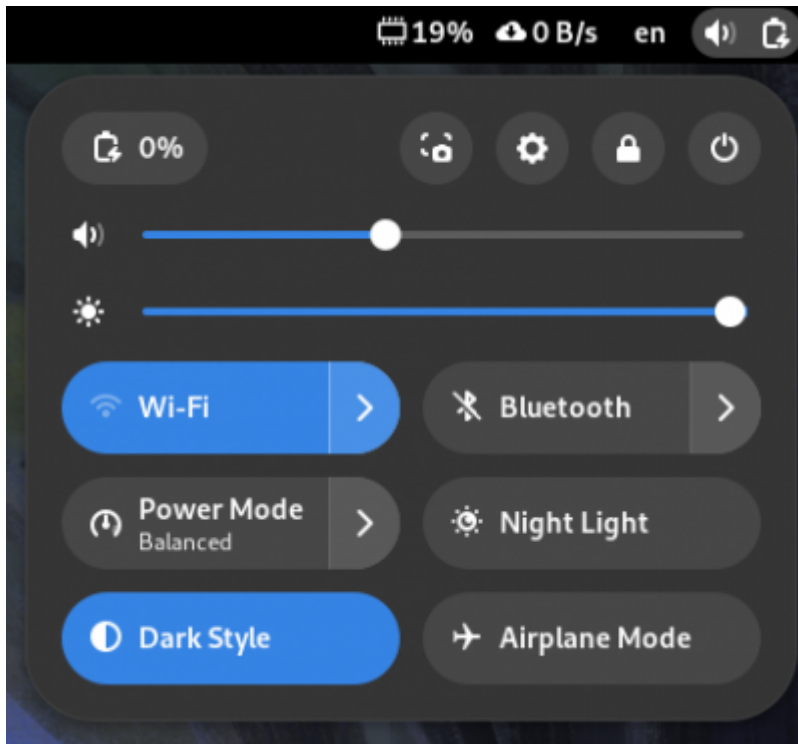 19% 0 B/s en
0%
Wi-Fi Bluetooth
Power Mode
Balanced
Night Light
Dark Style Airplane Mode